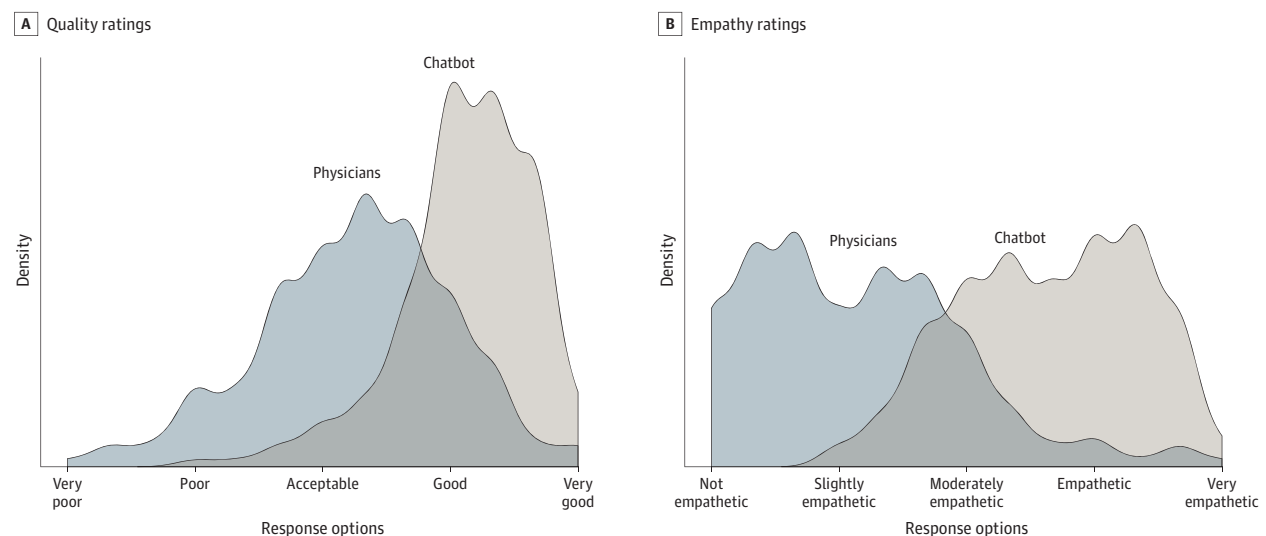 A Quality ratings
Chatbot
Physicians
Density
Very
poor
Poor
Acceptable
Good
Very
good
Response options
B Empathy ratings
Physicians
Chatbot
Density
Not
empathetic
Slightly
empathetic
Moderately
empathetic
Empathetic
Very
empathetic
Response options